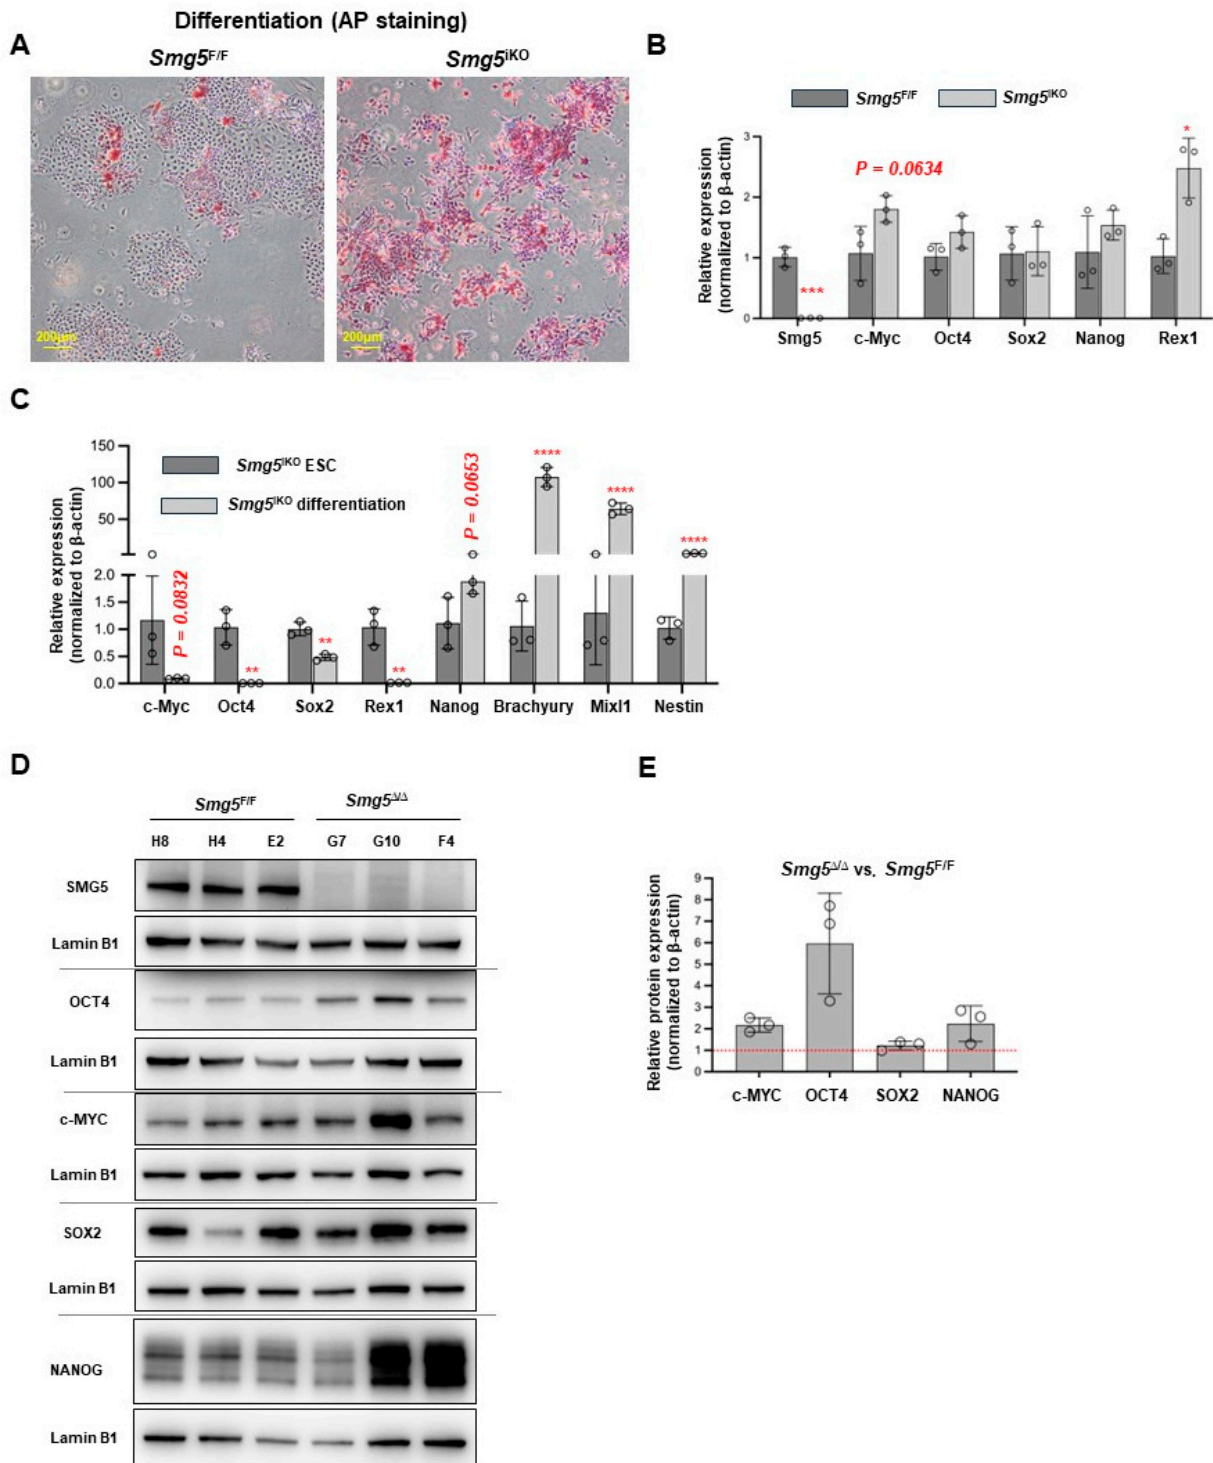 Differentiation (AP staining)
A
Smg5F/F
Smg5iKO
200μm
200μm
B
Smg5F/F
Smg5iKO
Relative expression
(normalized to β-actin)
3
2
1
0
***
P = 0.0634
*
Smg5 c-Myc Oct4 Sox2 Nanog Rex1
C
Relative expression
(normalized to β-actin)
150
100
50
2.0
1.5
1.0
0.5
0.0
Smg5iKO ESC
Smg5iKO differentiation
P = 0.0832
**
**
**
P = 0.0653
****
****
****
c-Myc Oct4 Sox2 Rex1 Nanog Brachyury Mixl1 Nestin
D
Smg5F/F Smg5Δ/Δ
H8 H4 E2 G7 G10 F4
SMG5
Lamin B1
OCT4
Lamin B1
c-MYC
Lamin B1
SOX2
Lamin B1
NANOG
Lamin B1
E
Smg5Δ/Δ vs. Smg5F/F
Relative protein expression
(normalized to β-actin)
9
8
7
6
5
4
3
2
1
0
c-MYC OCT4 SOX2 NANOG